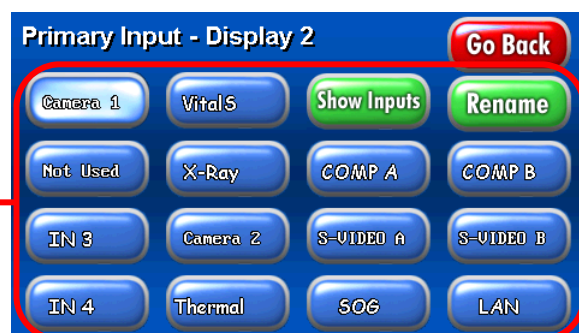 Primary Input - Display 2
Go Back
Camera 1 VitalS Show Inputs Rename
Not Used X-Ray COMP A COMP B
IN 3 Camera 2 S-VIDEO A S-VIDEO B
IN 4 Thermal SOG LAN